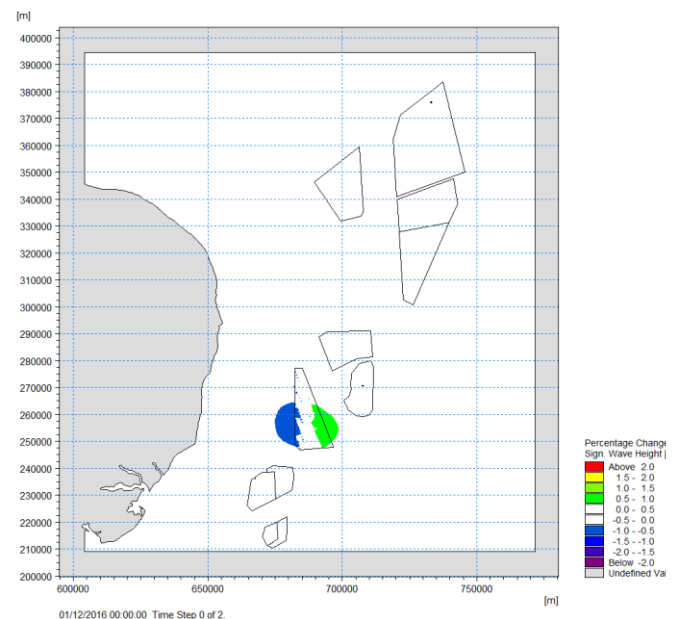 [m]
400000
390000
380000
370000
360000
350000
340000
330000
320000
310000
300000
290000
280000
270000
260000
250000
240000
230000
220000
210000
200000
600000 650000 700000 750000
[m]
Percentage Change
Sign. Wave Height [
Above 2.0
1.5 - 2.0
1.0 - 1.5
0.5 - 1.0
0.0 - 0.5
-0.5 - 0.0
-1.0 - -0.5
-1.5 - -1.0
-2.0 - -1.5
Below -2.0
Undefined Val
01/12/2016 00:00:00 Time Step 0 of 2.